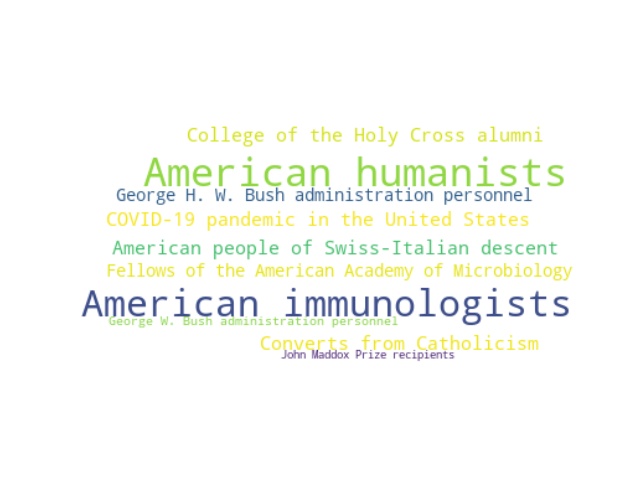 College of the Holy Cross alumni
American humanists
George H. W. Bush administration personnel
COVID-19 pandemic in the United States
American people of Swiss-Italian descent
Fellows of the American Academy of Microbiology
American immunologists
George W. Bush administration personnel
Converts from Catholicism
John Maddox Prize recipients